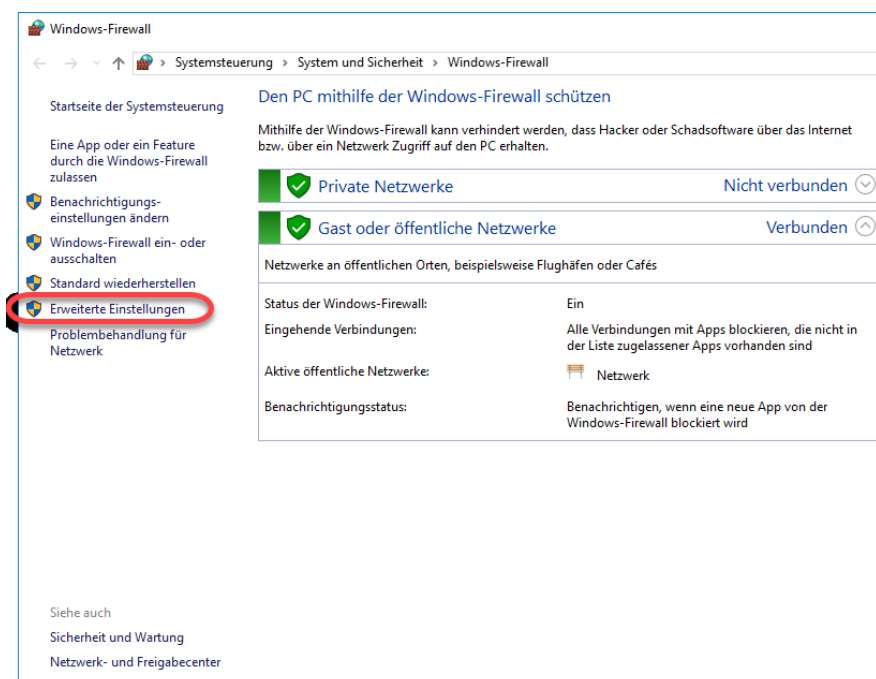 Windows-Firewall
Systemsteuerung > System und Sicherheit > Windows-Firewall
Startseite der Systemsteuerung
Eine App oder ein Feature
durch die Windows-Firewall
zulassen
Benachrichtigungs-
einstellungen ändern
Windows-Firewall ein- oder
ausschalten
Standard wiederherstellen
Erweiterte Einstellungen
Problembehandlung für
Netzwerk
Den PC mithilfe der Windows-Firewall schützen
Mithilfe der Windows-Firewall kann verhindert werden, dass Hacker oder Schadsoftware über das Internet
bzw. über ein Netzwerk Zugriff auf den PC erhalten.
Private Netzwerke Nicht verbunden
Gast oder öffentliche Netzwerke Verbunden
Netzwerke an öffentlichen Orten, beispielsweise Flughäfen oder Cafés
Status der Windows-Firewall: Ein
Eingehende Verbindungen: Alle Verbindungen mit Apps blockieren, die nicht in
der Liste zugelassener Apps vorhanden sind
Aktive öffentliche Netzwerke: Netzwerk
Benachrichtigungsstatus: Benachrichtigen, wenn eine neue App von der
Windows-Firewall blockiert wird
Siehe auch
Sicherheit und Wartung
Netzwerk- und Freigabecenter